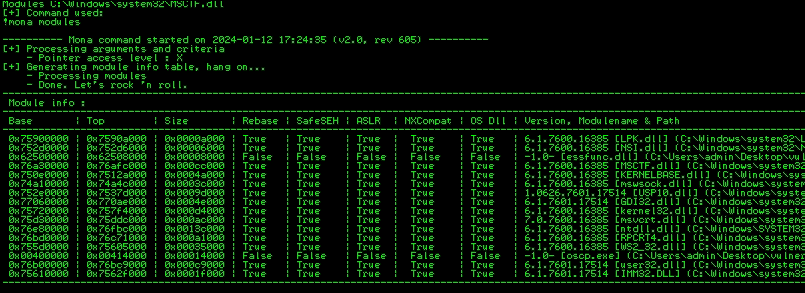 Modules C:\Windows\system32\MSCTF.dll
[+] Command used:
!mona modules
---------- Mona command started on 2024-01-12 17:24:35 (v2.0, rev 605) ----------
[+] Processing arguments and criteria
    - Pointer access level : X
[+] Generating module info table, hang on...
    - Processing modules
    - Done. Let's rock 'n roll.
Module info :
Base | Top | Size | Rebase | SafeSEH | ASLR | NXCompat | OS Dll | Version, Modulename & Path
0x75900000 | 0x7590a000 | 0x0000a000 | True | True | True | True | True | 6.1.7600.16385 [LPK.dll] (C:\Windows\system32\L
0x752d0000 | 0x752d6000 | 0x00006000 | True | True | True | True | True | 6.1.7600.16385 [NSI.dll] (C:\Windows\system32\N
0x62500000 | 0x62508000 | 0x00008000 | False | False | False | False | False | -1.0- [essfunc.dll] (C:\Users\admin\Desktop\vul
0x76a30000 | 0x76afc000 | 0x000cc000 | True | True | True | True | True | 6.1.7600.16385 [MSCTF.dll] (C:\Windows\system32
0x750e0000 | 0x7512a000 | 0x0004a000 | True | True | True | True | True | 6.1.7600.16385 [KERNELBASE.dll] (C:\Windows\sys
0x74a10000 | 0x74a4c000 | 0x0003c000 | True | True | True | True | True | 6.1.7600.16385 [mswsock.dll] (C:\Windows\system
0x752e0000 | 0x7537d000 | 0x0009d000 | True | True | True | True | True | 1.0626.7601.17514 [USP10.dll] (C:\Windows\syste
0x77060000 | 0x770ae000 | 0x0004e000 | True | True | True | True | True | 6.1.7601.17514 [GDI32.dll] (C:\Windows\system32
0x75720000 | 0x757f4000 | 0x000d4000 | True | True | True | True | True | 6.1.7600.16385 [kernel32.dll] (C:\Windows\syste
0x75d30000 | 0x75ddc000 | 0x000ac000 | True | True | True | True | True | 7.0.7600.16385 [msvcrt.dll] (C:\Windows\system3
0x76e80000 | 0x76fbc000 | 0x0013c000 | True | True | True | True | True | 6.1.7600.16385 [ntdll.dll] (C:\Windows\SYSTEM32
0x76bd0000 | 0x76c71000 | 0x000a1000 | True | True | True | True | True | 6.1.7600.16385 [RPCRT4.dll] (C:\Windows\system3
0x755d0000 | 0x75605000 | 0x00035000 | True | True | True | True | True | 6.1.7600.16385 [WS2_32.dll] (C:\Windows\system3
0x00400000 | 0x00414000 | 0x00014000 | False | False | False | False | False | -1.0- [oscp.exe] (C:\Users\admin\Desktop\vulner
0x76b00000 | 0x76bc9000 | 0x000c9000 | True | True | True | True | True | 6.1.7601.17514 [user32.dll] (C:\Windows\system3
0x75610000 | 0x7562f000 | 0x0001f000 | True | True | True | True | True | 6.1.7601.17514 [IMM32.DLL] (C:\Windows\system32